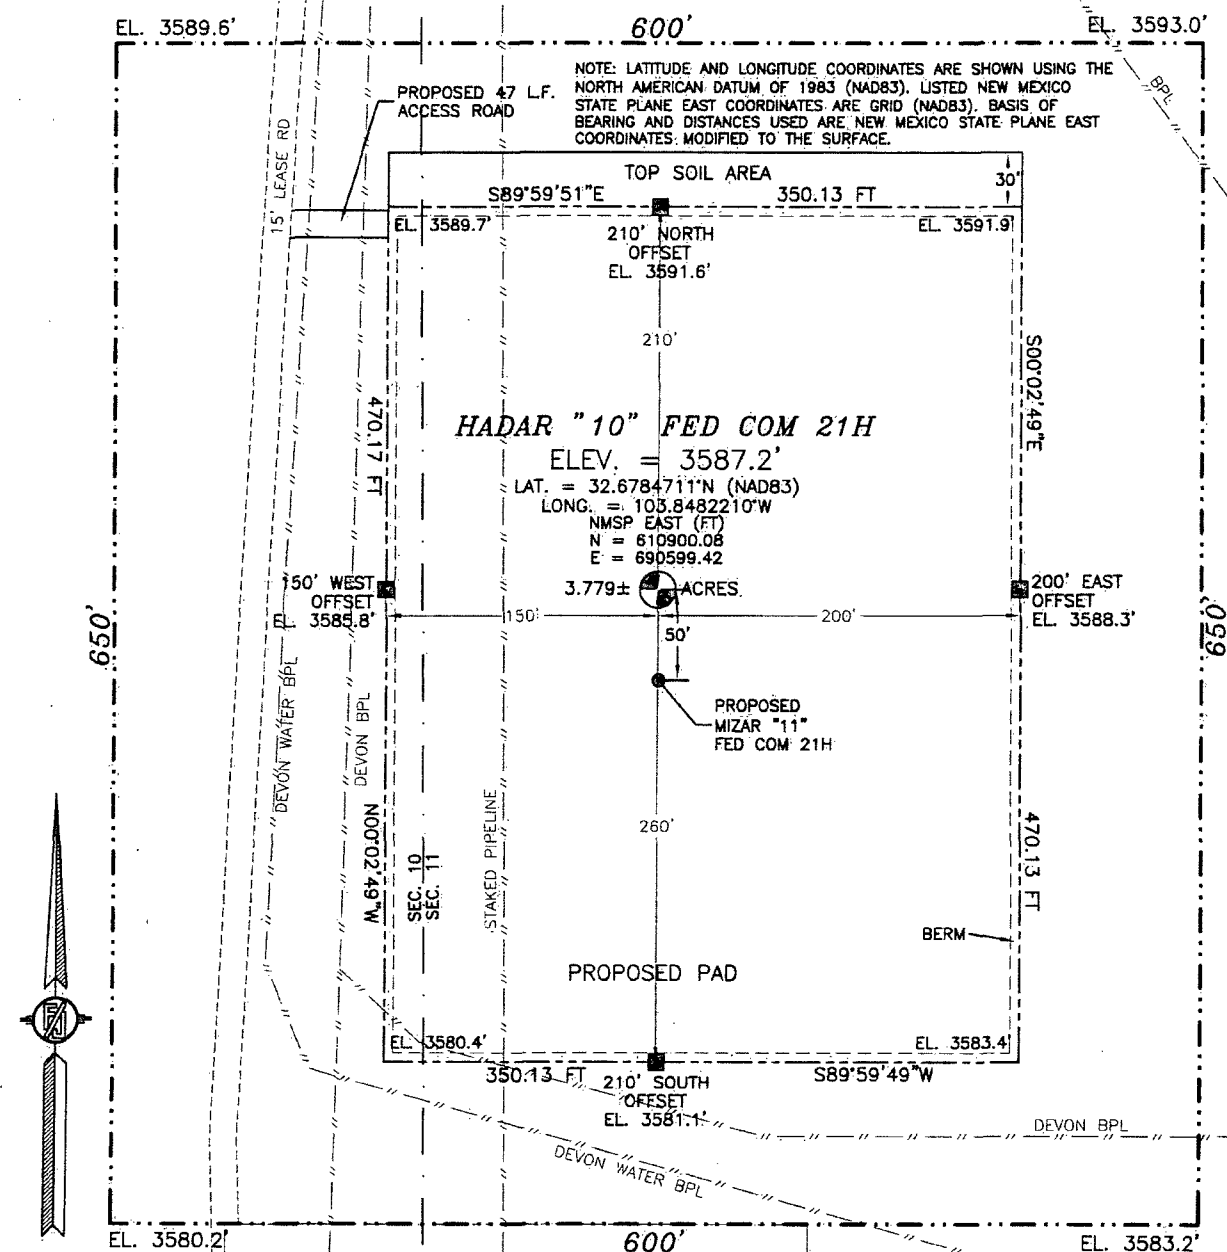 EL. 3589.6'
600'
EL. 3593.0'
NOTE: LATITUDE AND LONGITUDE COORDINATES ARE SHOWN USING THE
NORTH AMERICAN DATUM OF 1983 (NAD83). LISTED NEW MEXICO
STATE PLANE EAST COORDINATES ARE GRID (NAD83). BASIS OF
BEARING AND DISTANCES USED ARE NEW MEXICO STATE PLANE EAST
COORDINATES MODIFIED TO THE SURFACE.
BPL
PROPOSED 47 L.F.
ACCESS ROAD
15' LEASE RD
TOP SOIL AREA
30'
S89°59'51"E
350.13 FT
EL. 3589.7'
210' NORTH
OFFSET
EL. 3591.6'
EL. 3591.9'
210'
S00°02'49"E
470.17 FT
HADAR "10" FED COM 21H
ELEV. = 3587.2'
LAT. = 32.6784711°N (NAD83)
LONG. = 103.8482210°W
NMSP EAST (FT)
N = 610900.08
E = 690599.42
3.779± ACRES
150' WEST
OFFSET
EL. 3585.8'
200' EAST
OFFSET
EL. 3588.3'
150'
200'
50'
650'
650'
PROPOSED
MIZAR "11"
FED COM 21H
DEVON WATER BPL
DEVON BPL
STAKED PIPELINE
260'
N00°02'49"W
SEC. 10
SEC. 11
470.13 FT
BERM
PROPOSED PAD
EL. 3580.4'
EL. 3583.4'
350.13 FT
210' SOUTH
OFFSET
EL. 3581.1'
S89°59'49"W
DEVON BPL
DEVON WATER BPL
EL. 3580.2'
600'
EL. 3583.2'